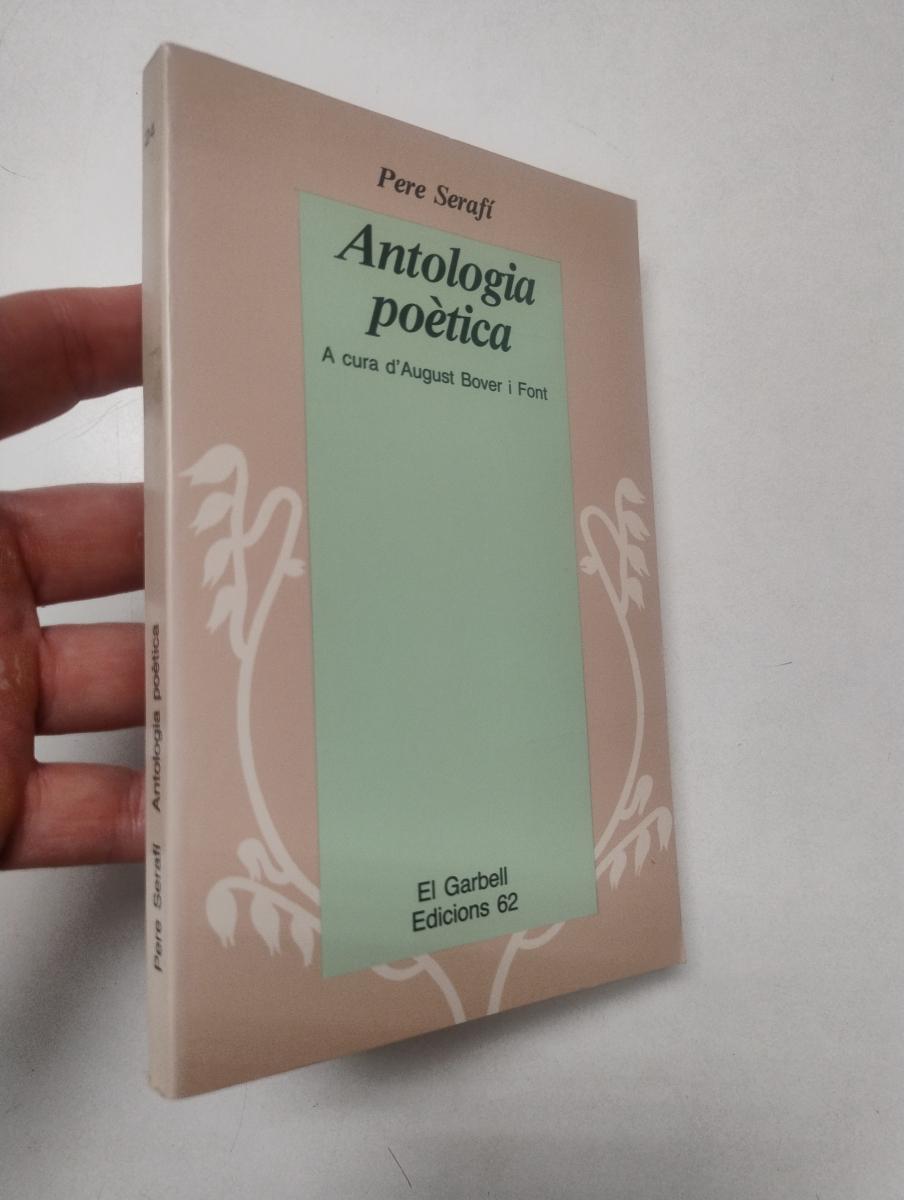 Pere Serafí
Antologia
poètica
A cura d'August Bover i Font
El Garbell
Edicions 62
Pere Serafí Antologia poètica